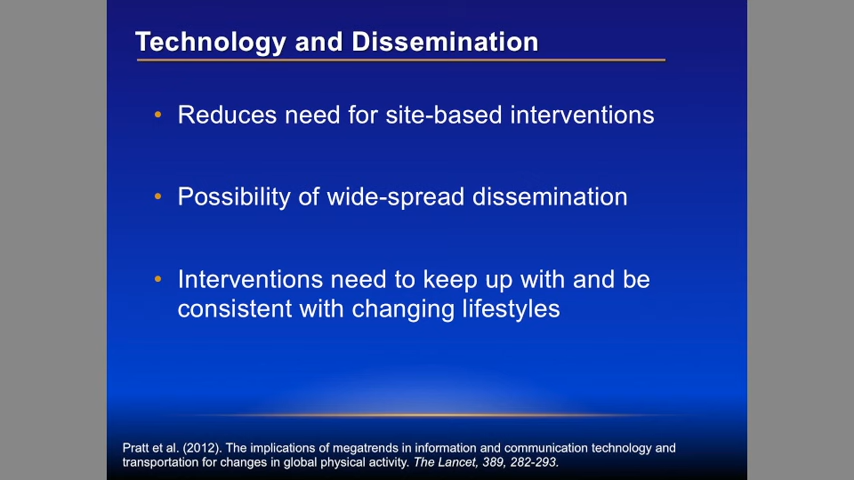 Technology and Dissemination
• Reduces need for site-based interventions
• Possibility of wide-spread dissemination
• Interventions need to keep up with and be
consistent with changing lifestyles
Pratt et al. (2012). The implications of megatrends in information and communication technology and
transportation for changes in global physical activity. The Lancet, 389, 282-293.